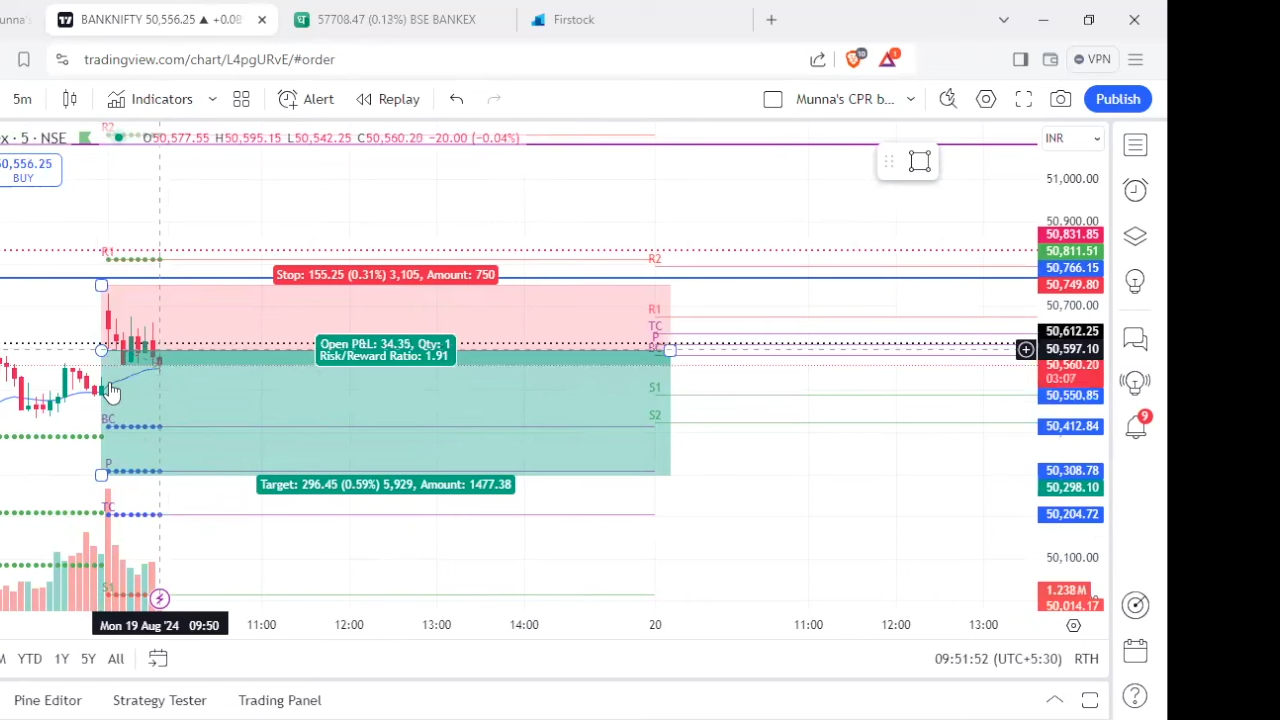 unna's
BANKNIFTY 50,556.25 ▲ +0.08
57708.47 (0.13%) BSE BANKEX
Firstock
tradingview.com/chart/L4pgURvE/#order
10
1
VPN
5m
Indicators
Alert
Replay
Munna's CPR b...
Publish
x · 5 · NSE
O50,577.55 H50,595.15 L50,542.25 C50,560.20 −20.00 (−0.04%)
INR
R2
0,556.25
BUY
51,000.00
50,900.00
50,831.85
50,811.51
R1
R2
50,766.15
Stop: 155.25 (0.31%) 3,105, Amount: 750
50,749.80
R1
50,700.00
TC
50,612.25
P
Open P&L: 34.35, Qty: 1
BC
50,597.10
Risk/Reward Ratio: 1.91
50,560.20
03:07
S1
50,550.85
S2
BC
50,412.84
9
P
50,308.78
Target: 296.45 (0.59%) 5,929, Amount: 1477.38
50,298.10
TC
50,204.72
50,100.00
S1
1.238M
50,014.17
Mon 19 Aug '24 09:50
11:00
12:00
13:00
14:00
20
11:00
12:00
13:00
M
YTD
1Y
5Y
All
09:51:52 (UTC+5:30)
RTH
Pine Editor
Strategy Tester
Trading Panel